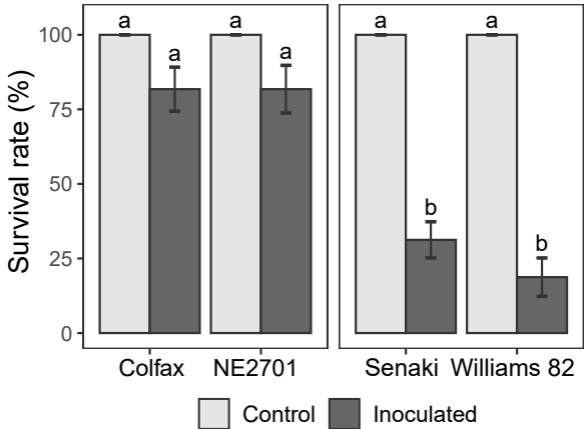 Survival rate (%)
100
75
50
25
0
a a a a
a b a b
Colfax NE2701 Senaki Williams 82
Control Inoculated